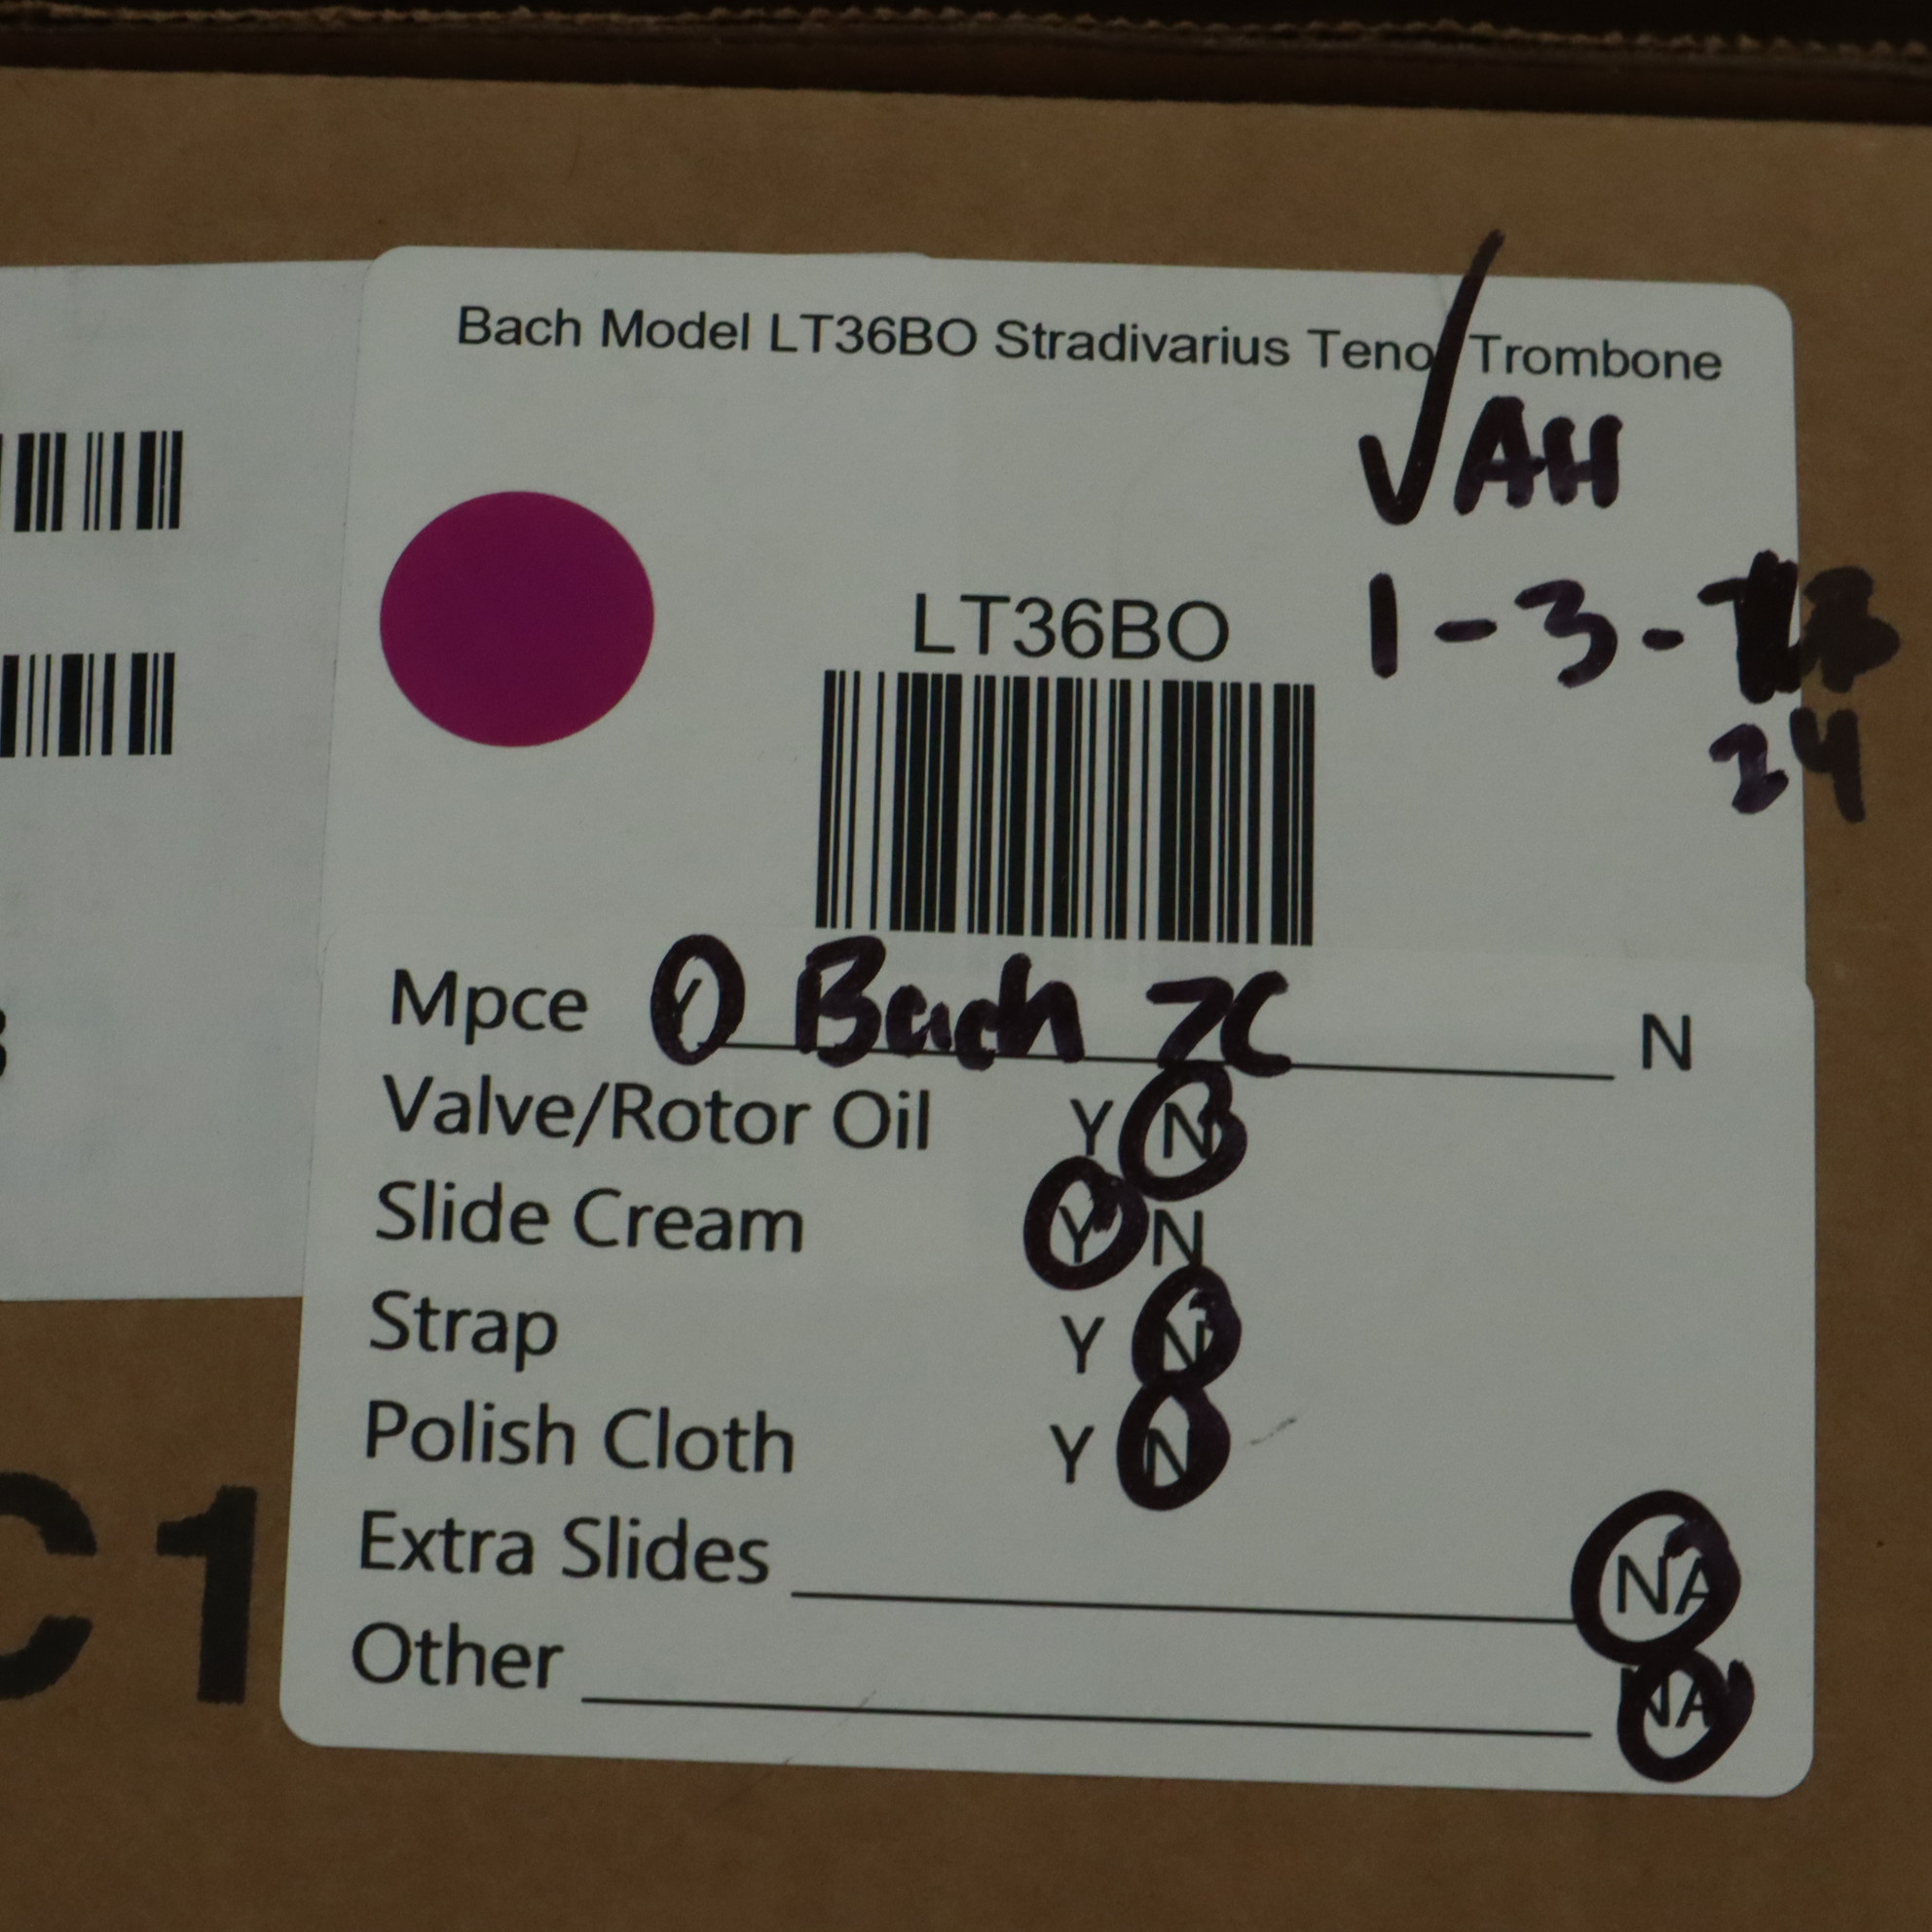 Bach Model LT36BO Stradivarius Tenor Trombone
√ AH
LT36BO
1-3-
24
Mpce Y Bach 7C N
Valve/Rotor Oil Y N
Slide Cream Y N
Strap Y N
Polish Cloth Y N
Extra Slides NA
Other NA
C1